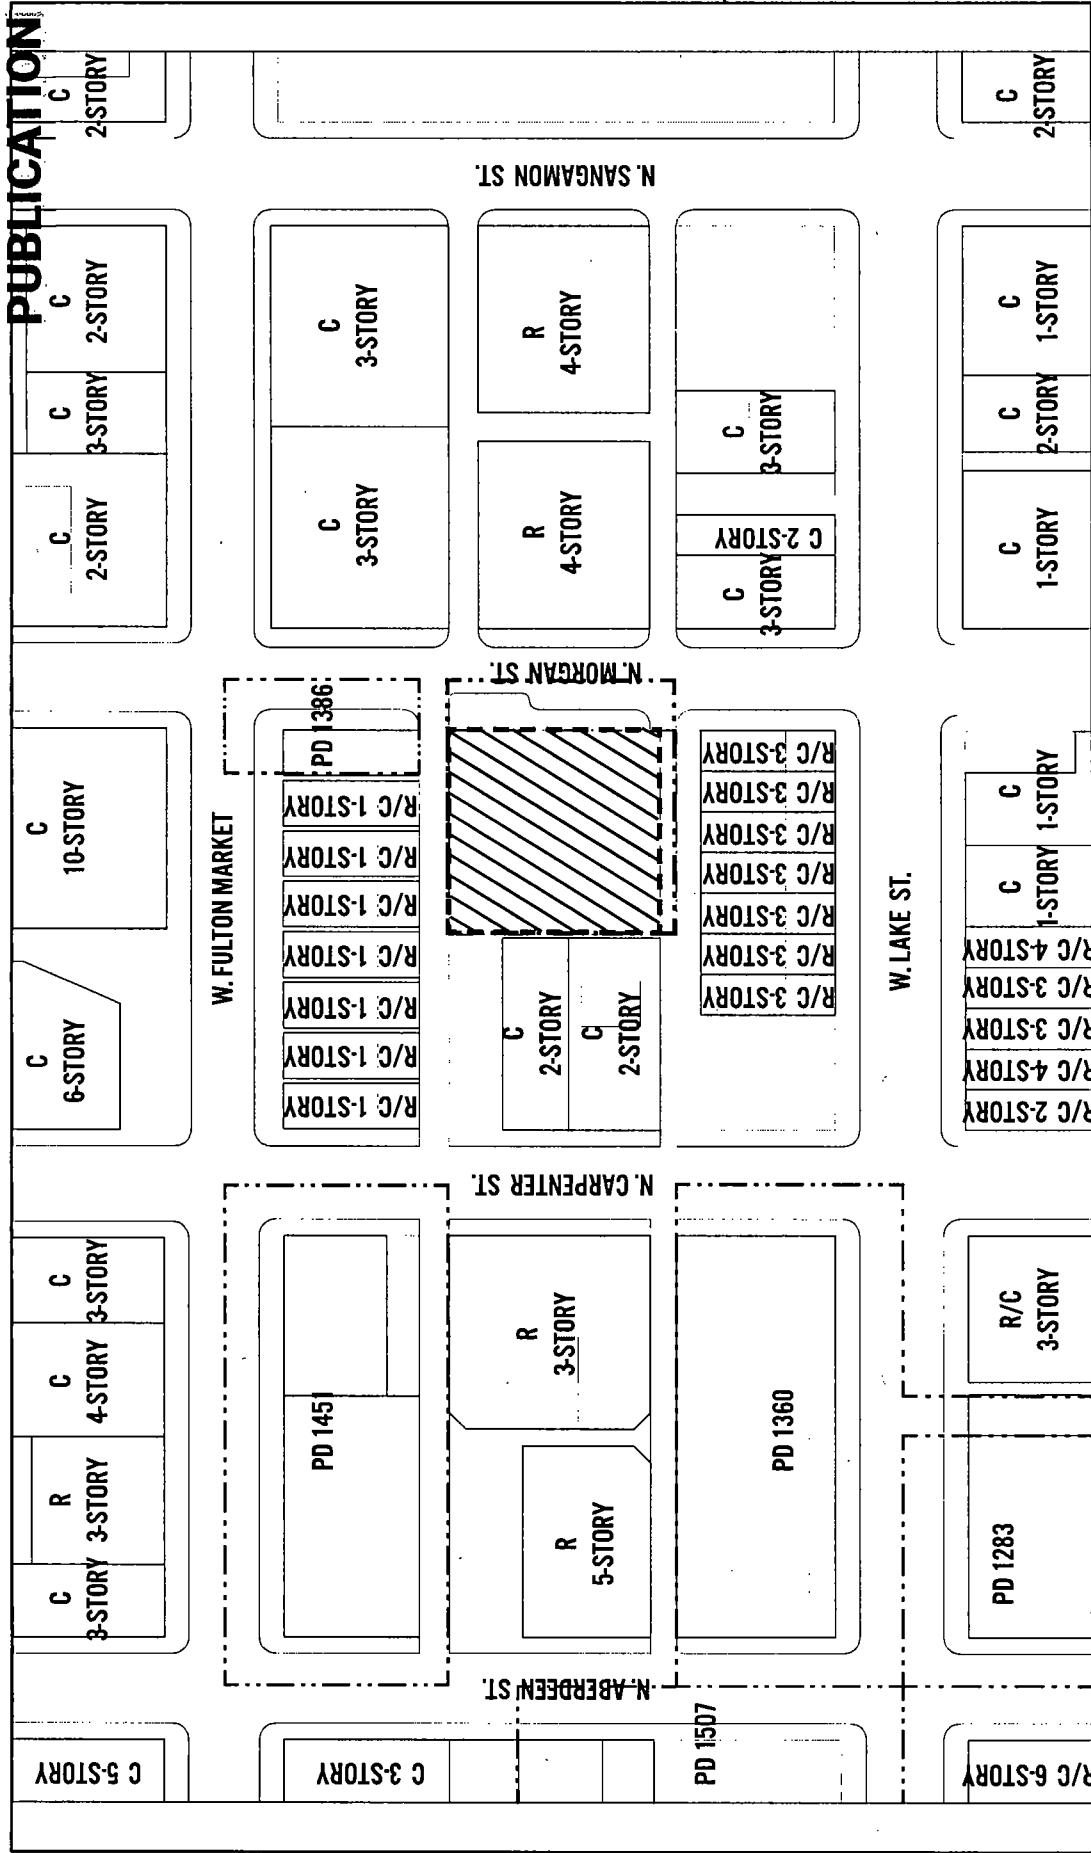 PUBLICATION
C 5-STORY
C
3-STORY
R
3-STORY
C
4-STORY
C
3-STORY
C
6-STORY
C
10-STORY
C
2-STORY
C
3-STORY
C
2-STORY
C
2-STORY
W. FULTON MARKET
C 3-STORY
PD 1451
R/C 1-STORY
R/C 1-STORY
R/C 1-STORY
R/C 1-STORY
R/C 1-STORY
R/C 1-STORY
R/C 1-STORY
PD 1386
C
3-STORY
C
3-STORY
N. ABERDEEN ST.
R
5-STORY
R
3-STORY
N. CARPENTER ST.
C
2-STORY
C
2-STORY
N. MORGAN ST.
R
4-STORY
R
4-STORY
N. SANGAMON ST.
PD 1507
PD 1360
R/C 3-STORY
R/C 3-STORY
R/C 3-STORY
R/C 3-STORY
R/C 3-STORY
R/C 3-STORY
R/C 3-STORY
C
3-STORY
C 2-STORY
C
3-STORY
W. LAKE ST.
R/C 6-STORY
PD 1283
R/C
3-STORY
R/C 2-STORY
R/C 4-STORY
R/C 3-STORY
R/C 3-STORY
R/C 4-STORY
C
1-STORY
C
1-STORY
C
1-STORY
C
2-STORY
C
1-STORY
C
2-STORY